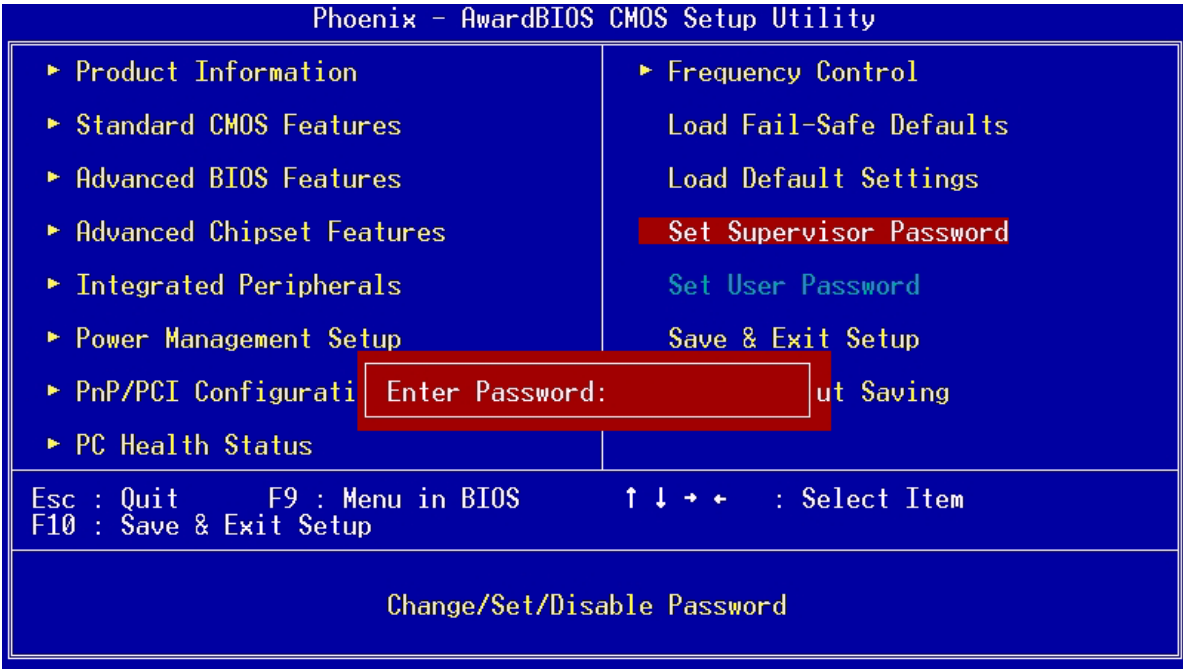 Phoenix - AwardBIOS CMOS Setup Utility
Product Information
Standard CMOS Features
Advanced BIOS Features
Advanced Chipset Features
Integrated Peripherals
Power Management Setup
PnP/PCI Configurati
PC Health Status
Frequency Control
Load Fail-Safe Defaults
Load Default Settings
Set Supervisor Password
Set User Password
Save & Exit Setup
ut Saving
Enter Password:
Esc : Quit F9 : Menu in BIOS ↑ ↓ → ← : Select Item
F10 : Save & Exit Setup
Change/Set/Disable Password